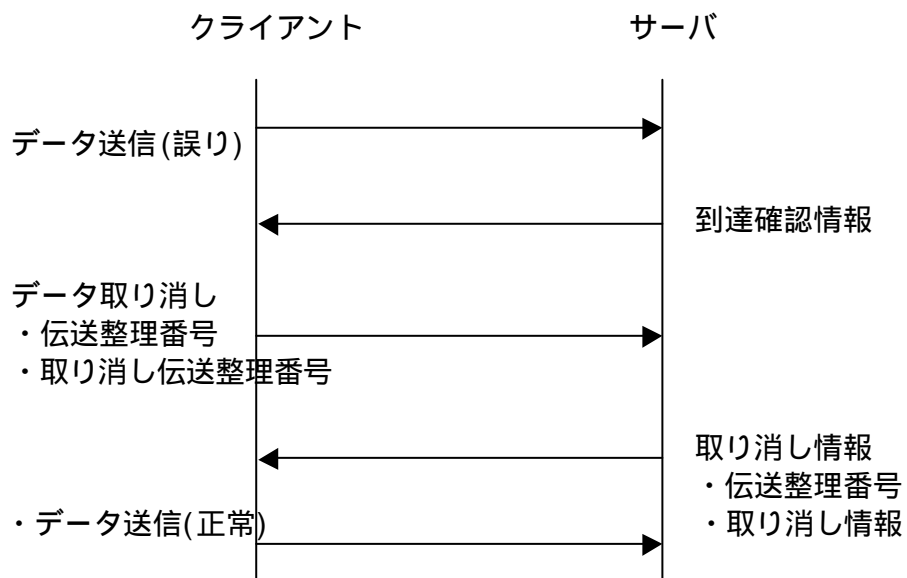 クライアント
サーバ
データ送信(誤り)
到達確認情報
データ取り消し
・伝送整理番号
・取り消し伝送整理番号
取り消し情報
・伝送整理番号
・取り消し情報
・データ送信(正常)